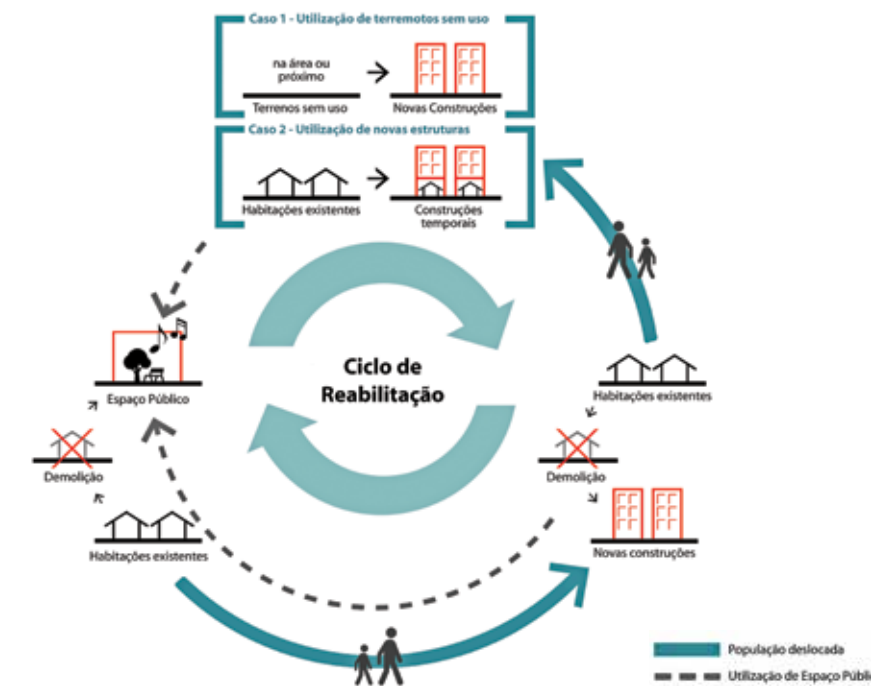 Caso 1 - Utilização de terremotos sem uso
na área ou
próximo
Terrenos sem uso
Novas Construções
Caso 2 - Utilização de novas estruturas
Habitações existentes
Construções
temporais
Ciclo de
Reabilitação
Espaço Público
Habitações existentes
Demolição
Demolição
Habitações existentes
Novas construções
População deslocada
Utilização de Espaço Públi